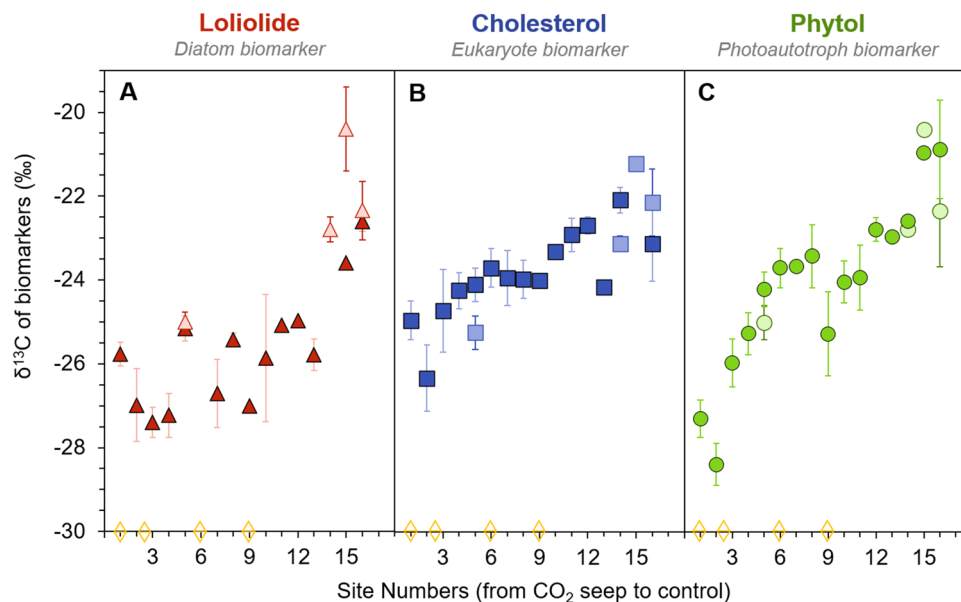 Loliolide
Diatom biomarker
Cholesterol
Eukaryote biomarker
Phytol
Photoautotroph biomarker
A
B
C
-20
-22
-24
-26
-28
-30
δ¹³C of biomarkers (‰)
3 6 9 12 15
3 6 9 12 15
3 6 9 12 15
Site Numbers (from CO₂ seep to control)